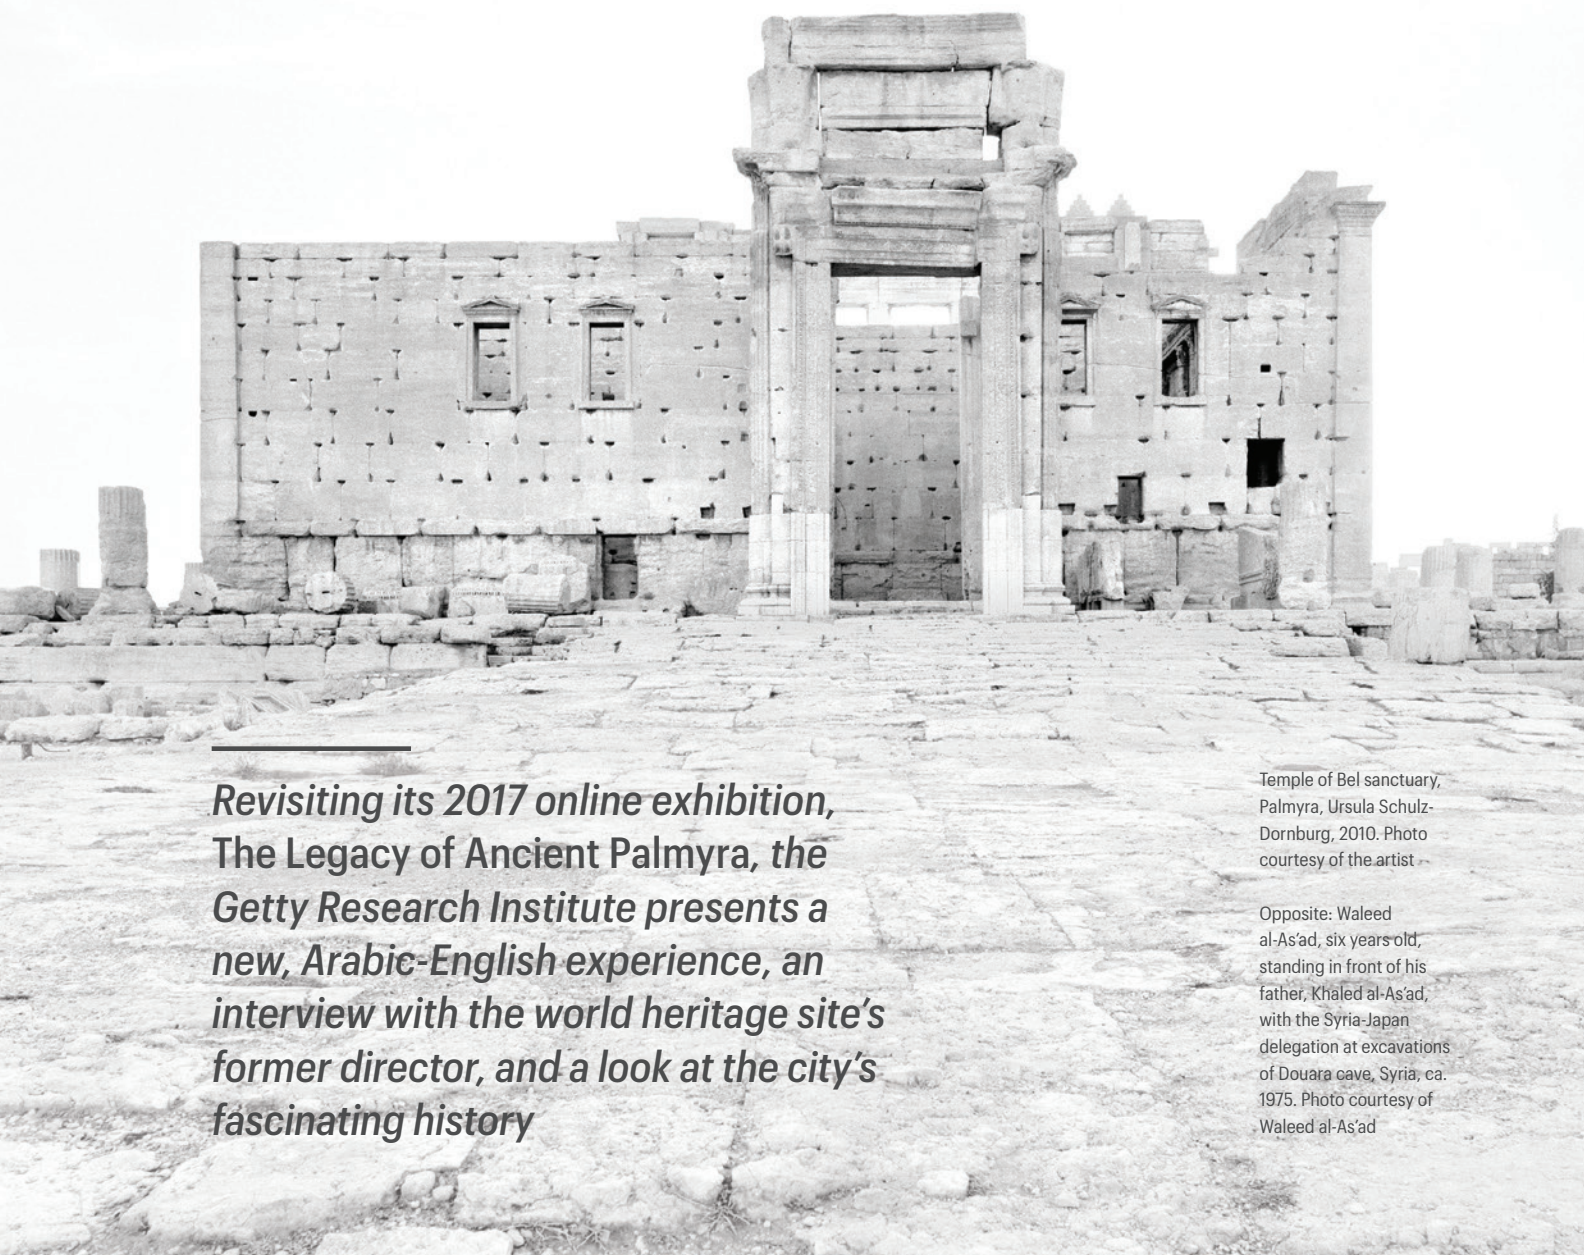 Revisiting its 2017 online exhibition,
The Legacy of Ancient Palmyra, the
Getty Research Institute presents a
new, Arabic-English experience, an
interview with the world heritage site’s
former director, and a look at the city’s
fascinating history
Temple of Bel sanctuary,
Palmyra, Ursula Schulz-
Dornburg, 2010. Photo
courtesy of the artist
Opposite: Waleed
al-As’ad, six years old,
standing in front of his
father, Khaled al-As’ad,
with the Syria-Japan
delegation at excavations
of Douara cave, Syria, ca.
1975. Photo courtesy of
Waleed al-As’ad